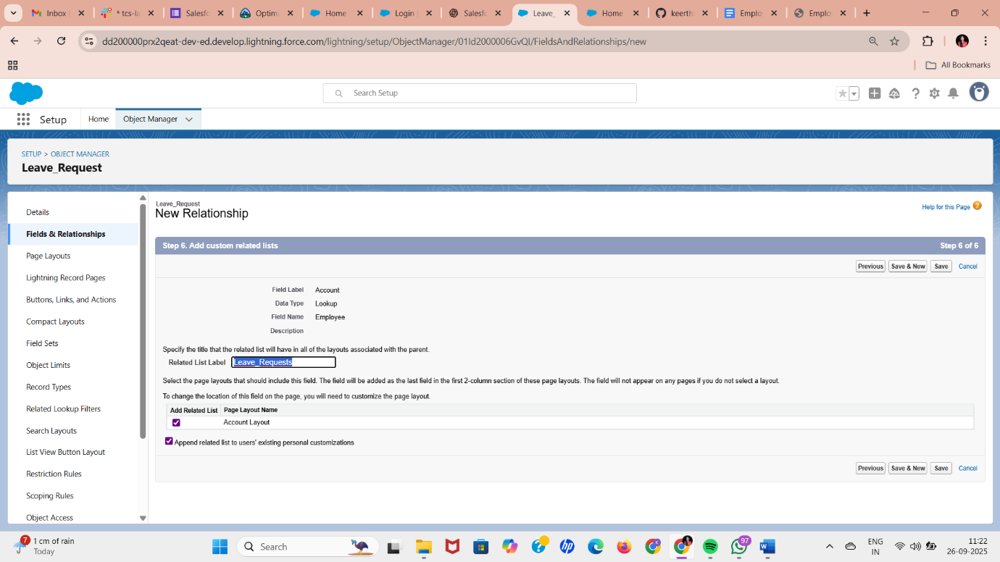 Inbox (
* tcs-la
Salesfo
Optimi
Home
Login |
Salesfo
Leave_
Home
keerth
Emplo
Emplo
dd200000prx2qeat-dev-ed.develop.lightning.force.com/lightning/setup/ObjectManager/01Id2000006GvQI/FieldsAndRelationships/new
All Bookmarks
Search Setup
Setup
Home
Object Manager
SETUP > OBJECT MANAGER
Leave_Request
Details
Fields & Relationships
Page Layouts
Lightning Record Pages
Buttons, Links, and Actions
Compact Layouts
Field Sets
Object Limits
Record Types
Related Lookup Filters
Search Layouts
List View Button Layout
Restriction Rules
Scoping Rules
Object Access
Leave_Request
New Relationship
Help for this Page
Step 6. Add custom related lists
Step 6 of 6
Previous
Save & New
Save
Cancel
Field Label Account
Data Type Lookup
Field Name Employee
Description
Specify the title that the related list will have in all of the layouts associated with the parent.
Related List Label Leave_Requests
Select the page layouts that should include this field. The field will be added as the last field in the first 2-column section of these page layouts. The field will not appear on any pages if you do not select a layout.
To change the location of this field on the page, you will need to customize the page layout.
Add Related List Page Layout Name
Account Layout
Append related list to users' existing personal customizations
Previous
Save & New
Save
Cancel
7
1 cm of rain
Today
Search
97
ENG
IN
11:22
26-09-2025